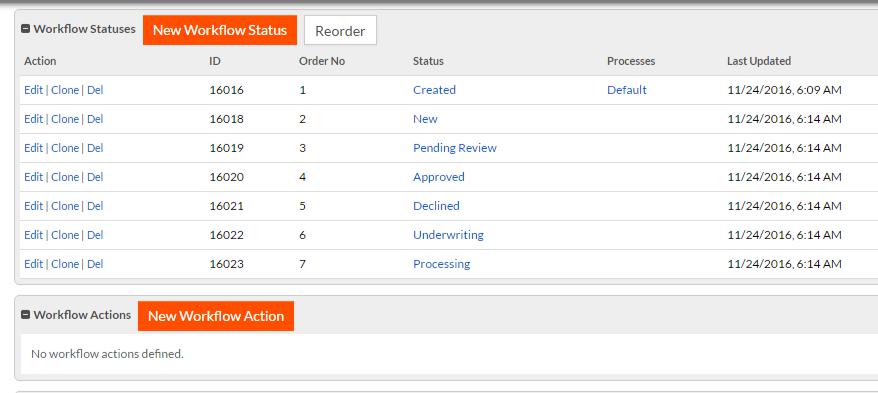 Workflow Statuses New Workflow Status Reorder
Action ID Order No Status Processes Last Updated
Edit | Clone | Del 16016 1 Created Default 11/24/2016, 6:09 AM
Edit | Clone | Del 16018 2 New 11/24/2016, 6:14 AM
Edit | Clone | Del 16019 3 Pending Review 11/24/2016, 6:14 AM
Edit | Clone | Del 16020 4 Approved 11/24/2016, 6:14 AM
Edit | Clone | Del 16021 5 Declined 11/24/2016, 6:14 AM
Edit | Clone | Del 16022 6 Underwriting 11/24/2016, 6:14 AM
Edit | Clone | Del 16023 7 Processing 11/24/2016, 6:14 AM
Workflow Actions New Workflow Action
No workflow actions defined.